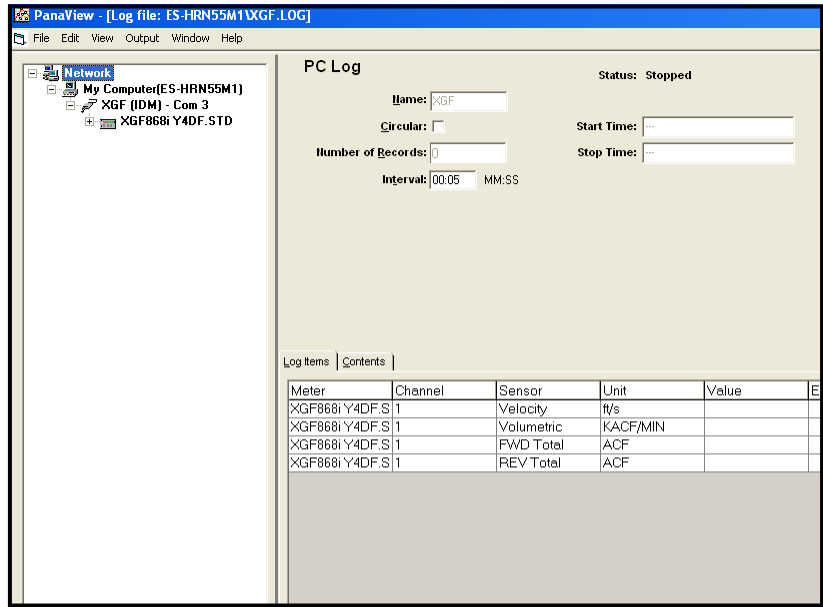 PanaView - [Log file: ES-HRN55M1\XGF.LOG]
File Edit View Output Window Help
Network
My Computer(ES-HRN55M1)
XGF (IDM) - Com 3
XGF868i Y4DF.STD
PC Log
Status: Stopped
Name: XGF
Circular:
Start Time: ---
Number of Records: 0
Stop Time: ---
Interval: 00:05 MM:SS
Log Items Contents
Meter Channel Sensor Unit Value E
XGF868i Y4DF.S 1 Velocity ft/s
XGF868i Y4DF.S 1 Volumetric KACF/MIN
XGF868i Y4DF.S 1 FWD Total ACF
XGF868i Y4DF.S 1 REV Total ACF